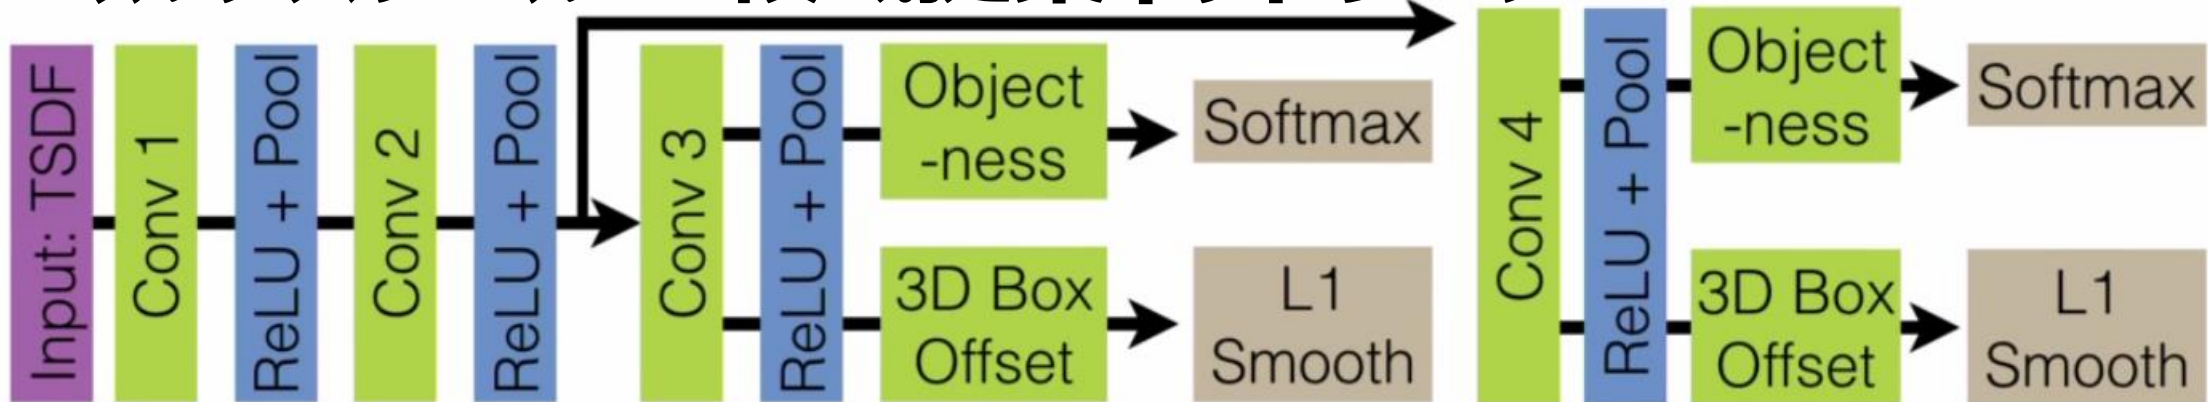 Input: TSDF
Conv 1
ReLU + Pool
Conv 2
ReLU + Pool
Conv 3
ReLU + Pool
Object
-ness
Softmax
3D Box
Offset
L1
Smooth
Conv 4
ReLU + Pool
Object
-ness
Softmax
3D Box
Offset
L1
Smooth